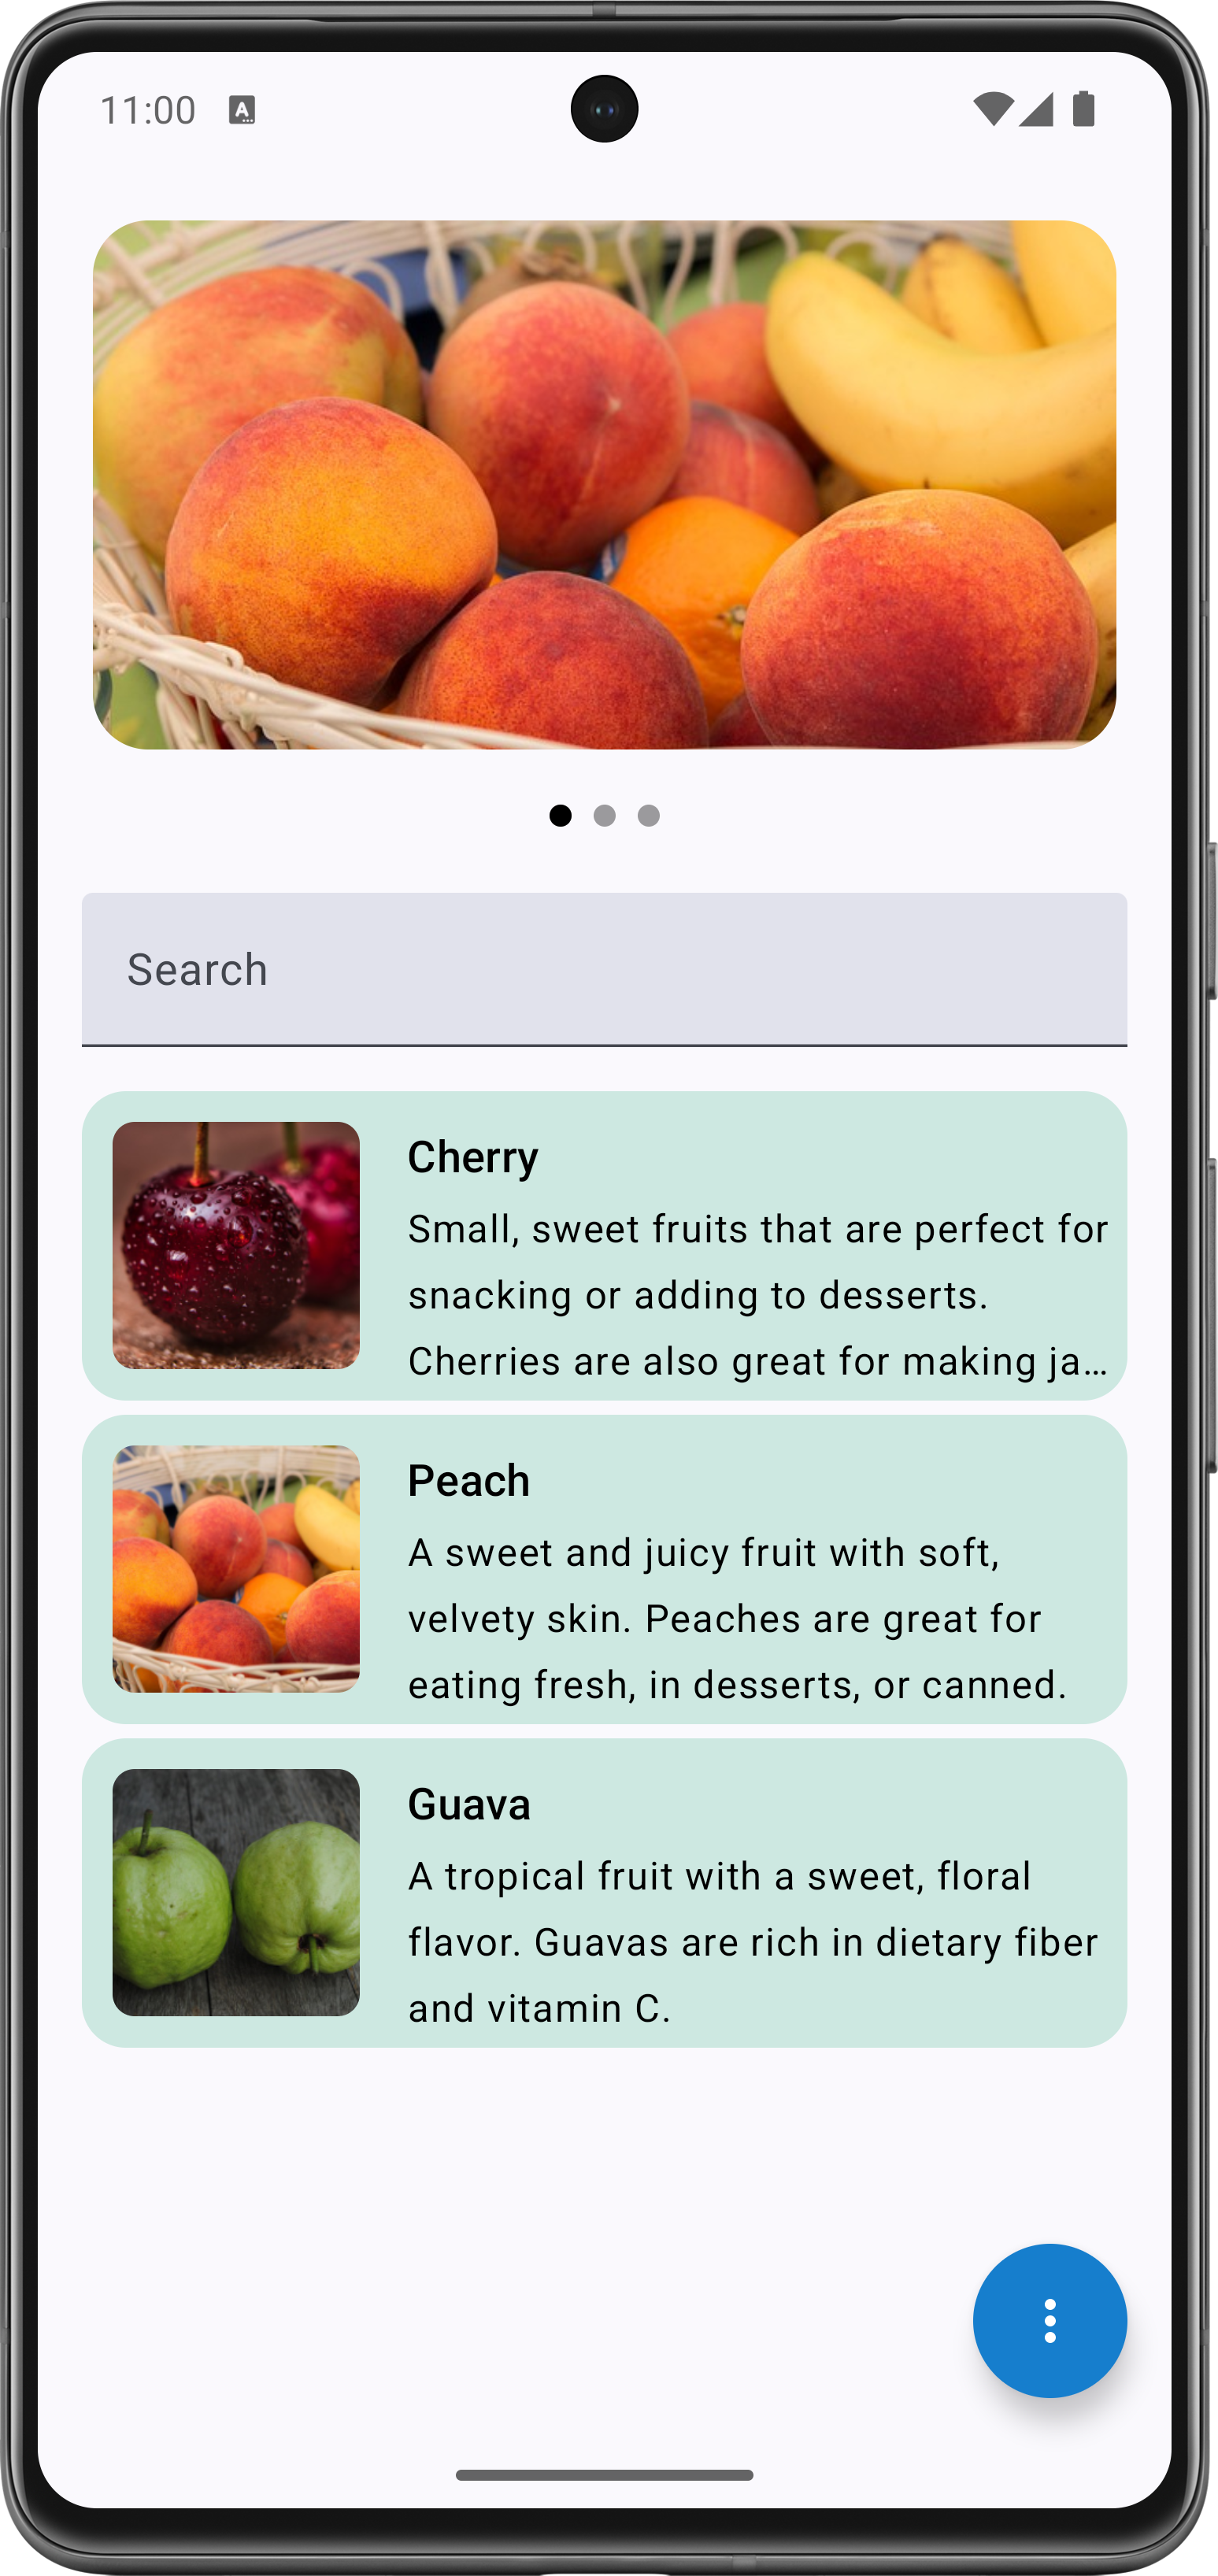 11:00
A
Search
Cherry
Small, sweet fruits that are perfect for
snacking or adding to desserts.
Cherries are also great for making ja…
Peach
A sweet and juicy fruit with soft,
velvety skin. Peaches are great for
eating fresh, in desserts, or canned.
Guava
A tropical fruit with a sweet, floral
flavor. Guavas are rich in dietary fiber
and vitamin C.